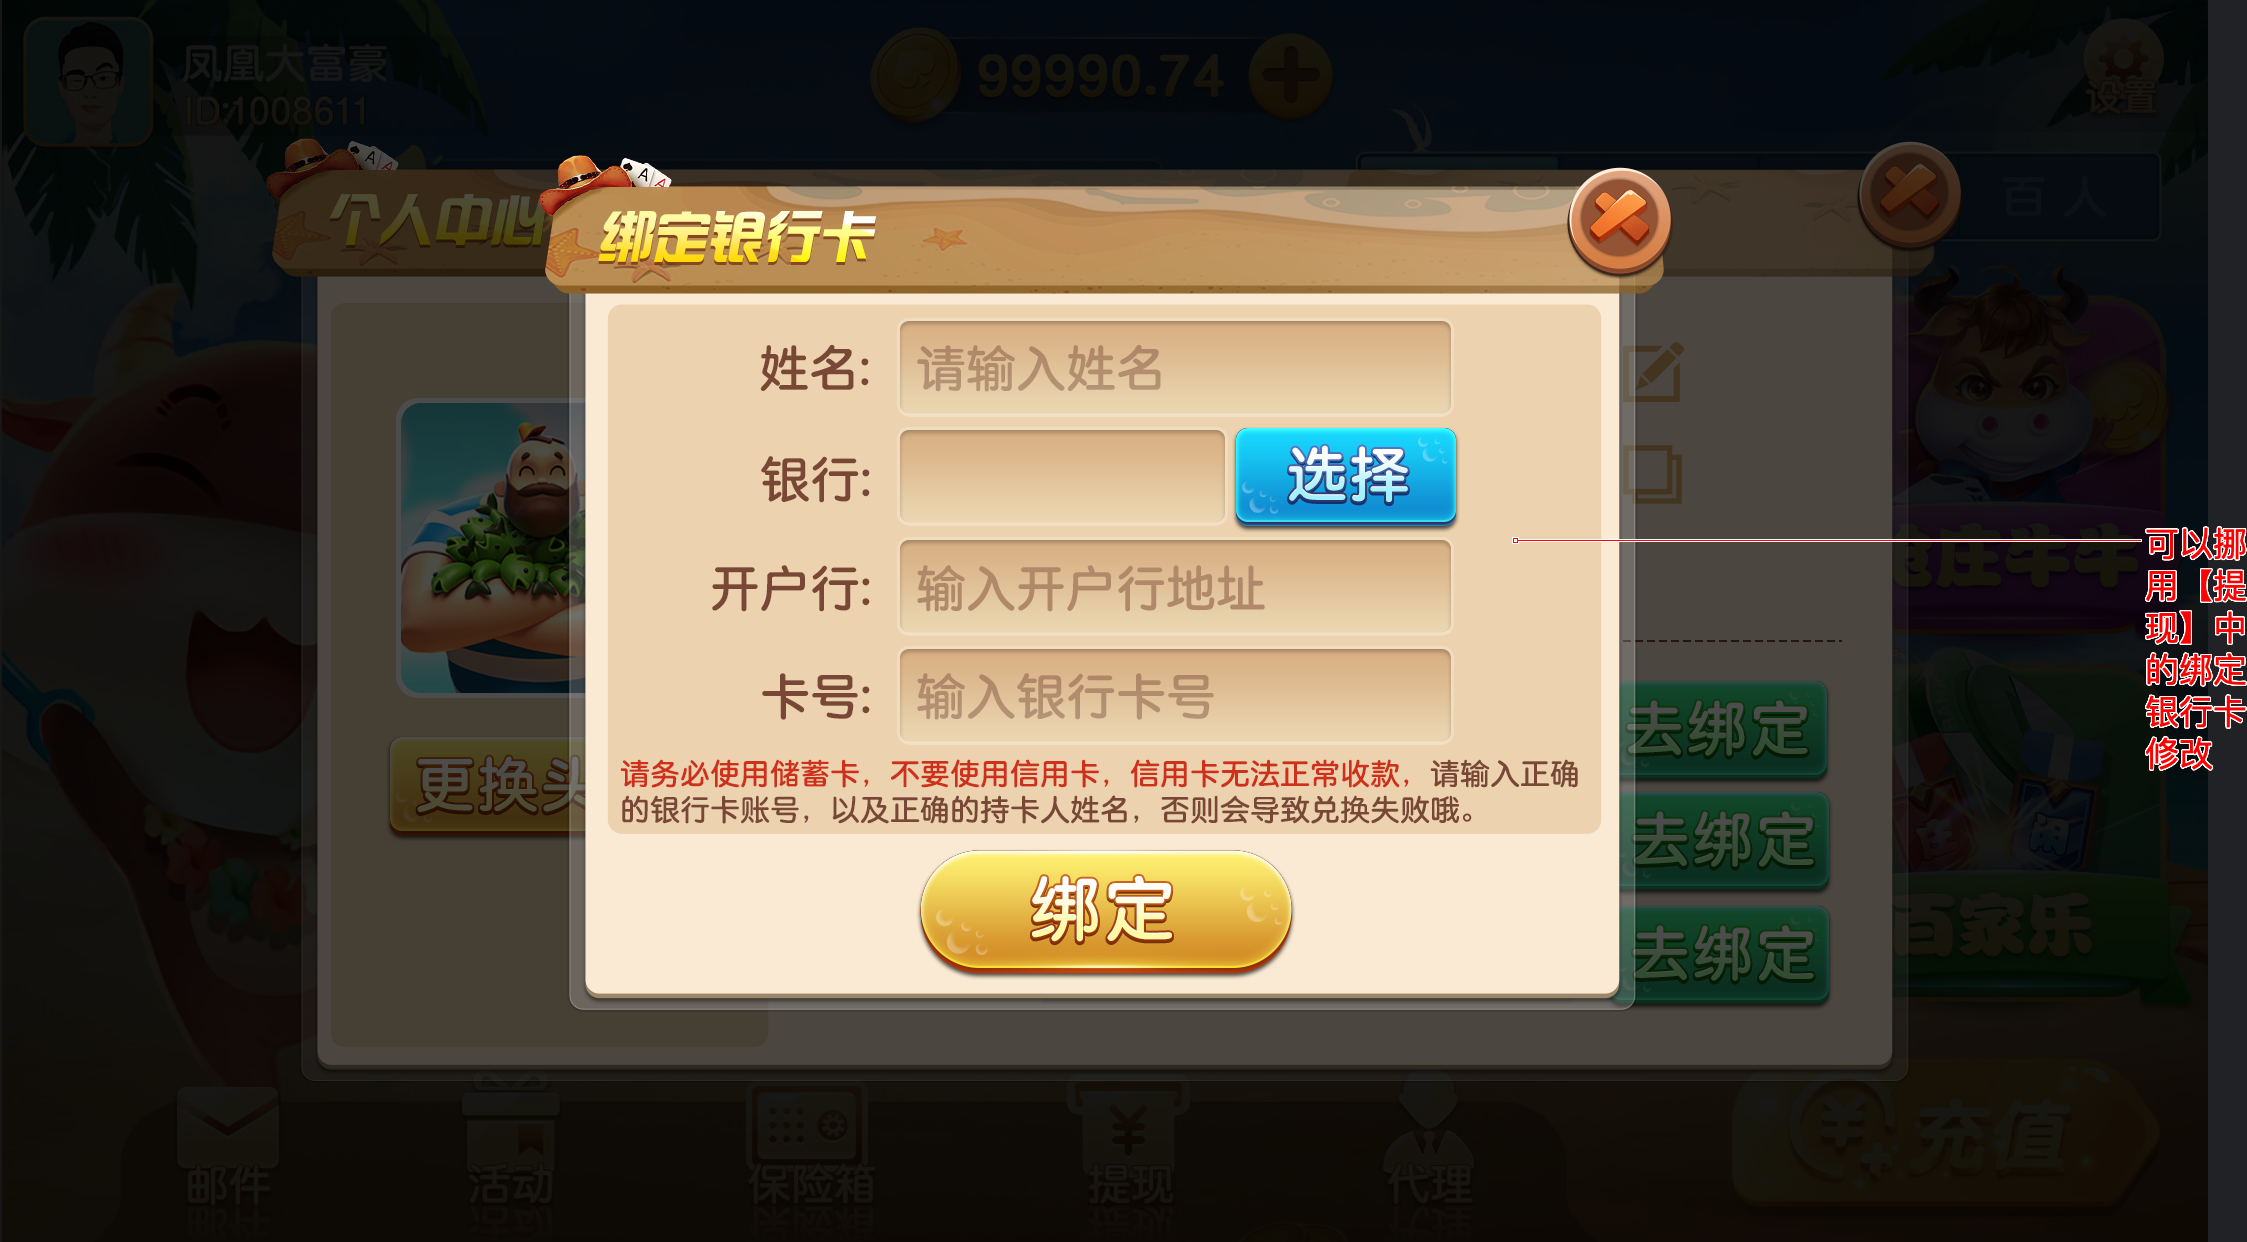 凤凰大富豪
ID:1008611
99990.74
设置
个人中心
百人
绑定银行卡
姓名:
请输入姓名
银行:
选择
开户行:
输入开户行地址
卡号:
输入银行卡号
请务必使用储蓄卡，不要使用信用卡，信用卡无法正常收款，请输入正确
的银行卡账号，以及正确的持卡人姓名，否则会导致兑换失败哦。
绑定
更换头
去绑定
去绑定
去绑定
庄牛牛
百家乐
可以挪
用【提
现】中
的绑定
银行卡
修改
邮件
活动
保险箱
提现
代理
充值